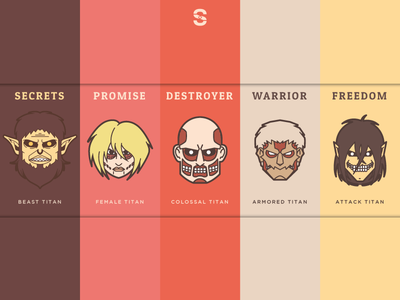 S
SECRETS
PROMISE
DESTROYER
WARRIOR
FREEDOM
BEAST TITAN
FEMALE TITAN
COLOSSAL TITAN
ARMORED TITAN
ATTACK TITAN